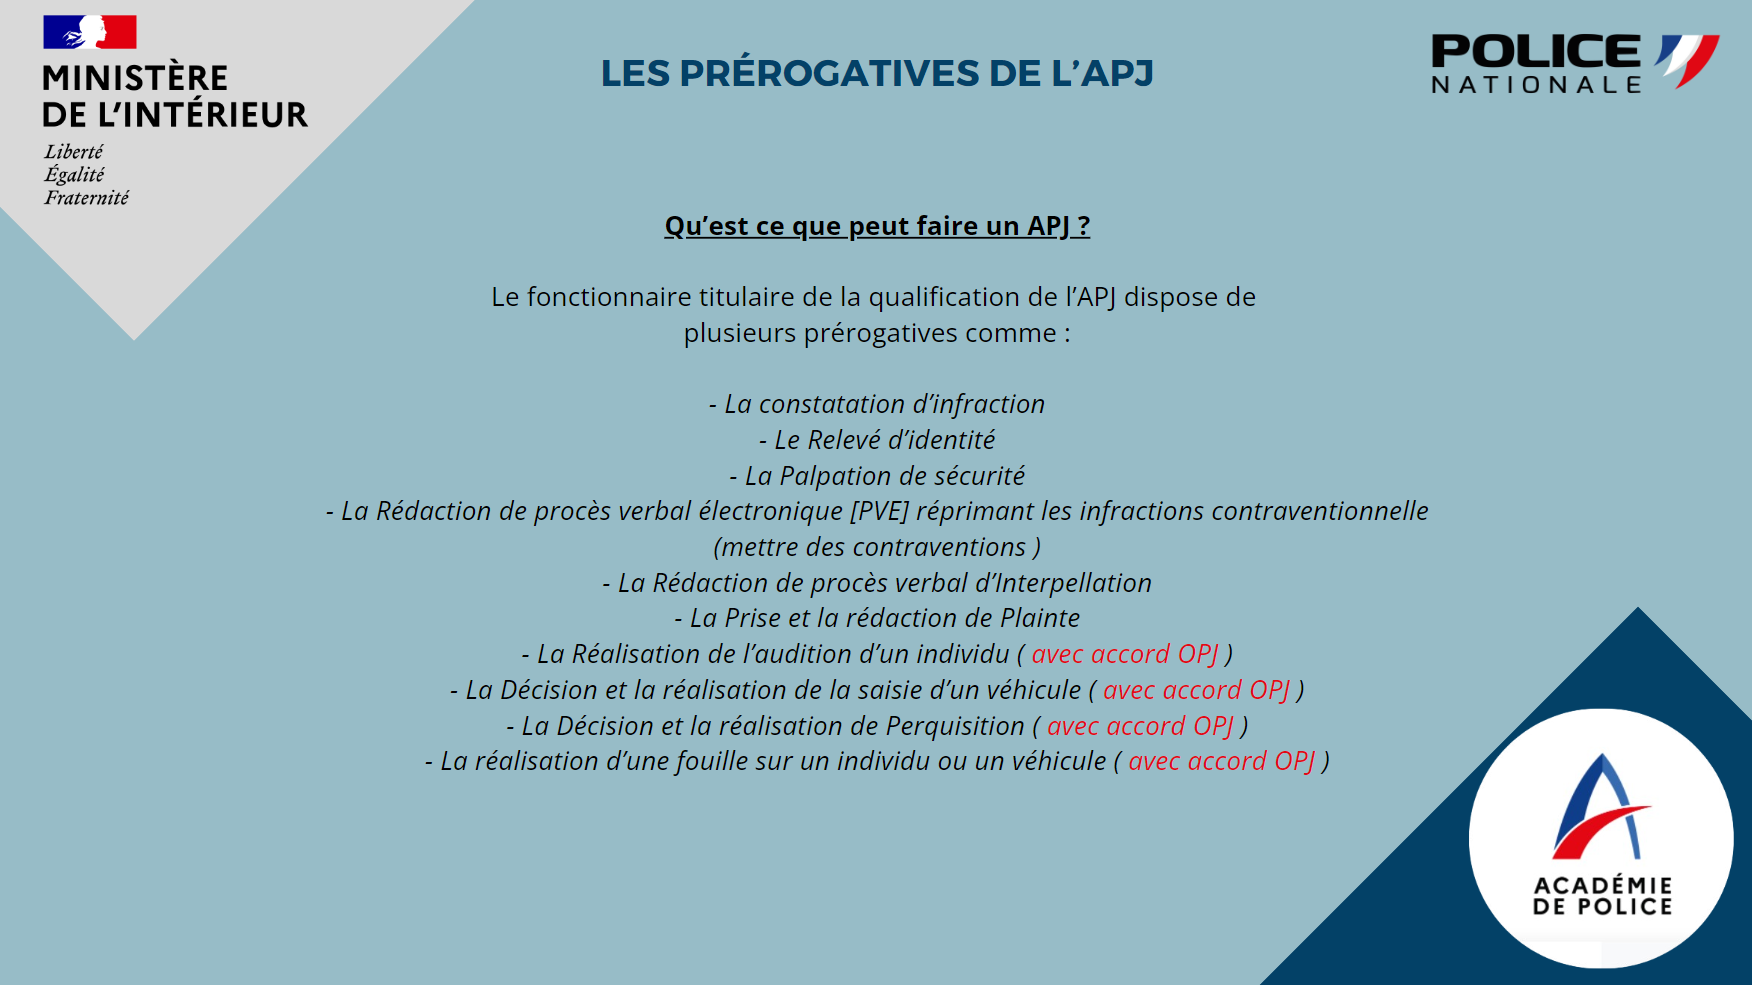 MINISTÈRE
DE L’INTÉRIEUR
Liberté
Égalité
Fraternité
LES PRÉROGATIVES DE L’APJ
POLICE
NATIONALE
Qu’est ce que peut faire un APJ ?
Le fonctionnaire titulaire de la qualification de l’APJ dispose de
plusieurs prérogatives comme :
- La constatation d’infraction
- Le Relevé d’identité
- La Palpation de sécurité
- La Rédaction de procès verbal électronique [PVE] réprimant les infractions contraventionnelle
(mettre des contraventions )
- La Rédaction de procès verbal d’Interpellation
- La Prise et la rédaction de Plainte
- La Réalisation de l’audition d’un individu ( avec accord OPJ )
- La Décision et la réalisation de la saisie d’un véhicule ( avec accord OPJ )
- La Décision et la réalisation de Perquisition ( avec accord OPJ )
- La réalisation d’une fouille sur un individu ou un véhicule ( avec accord OPJ )
ACADÉMIE
DE POLICE